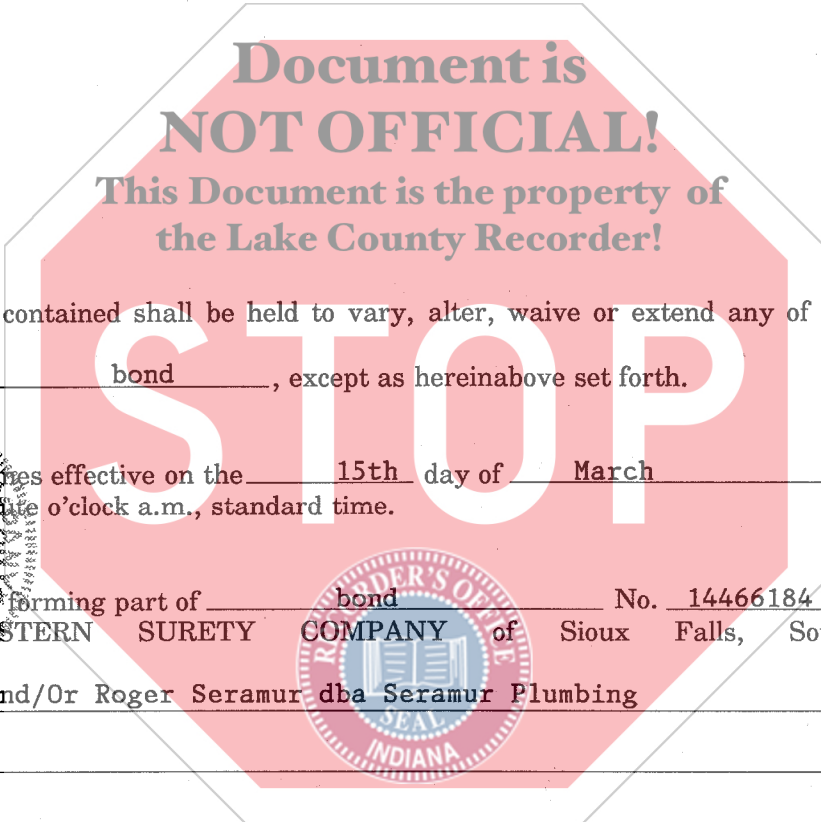 Document is
NOT OFFICIAL!
This Document is the property of
the Lake County Recorder!
STOP
contained shall be held to vary, alter, waive or extend any of
bond, except as hereinabove set forth.
mes effective on the 15th day of March
ute o'clock a.m., standard time.
forming part of bond No. 14466184
STERN SURETY COMPANY of Sioux Falls, So
nd/Or Roger Seramur dba Seramur Plumbing
RECORDER'S OFFICE
SEAL
INDIANA